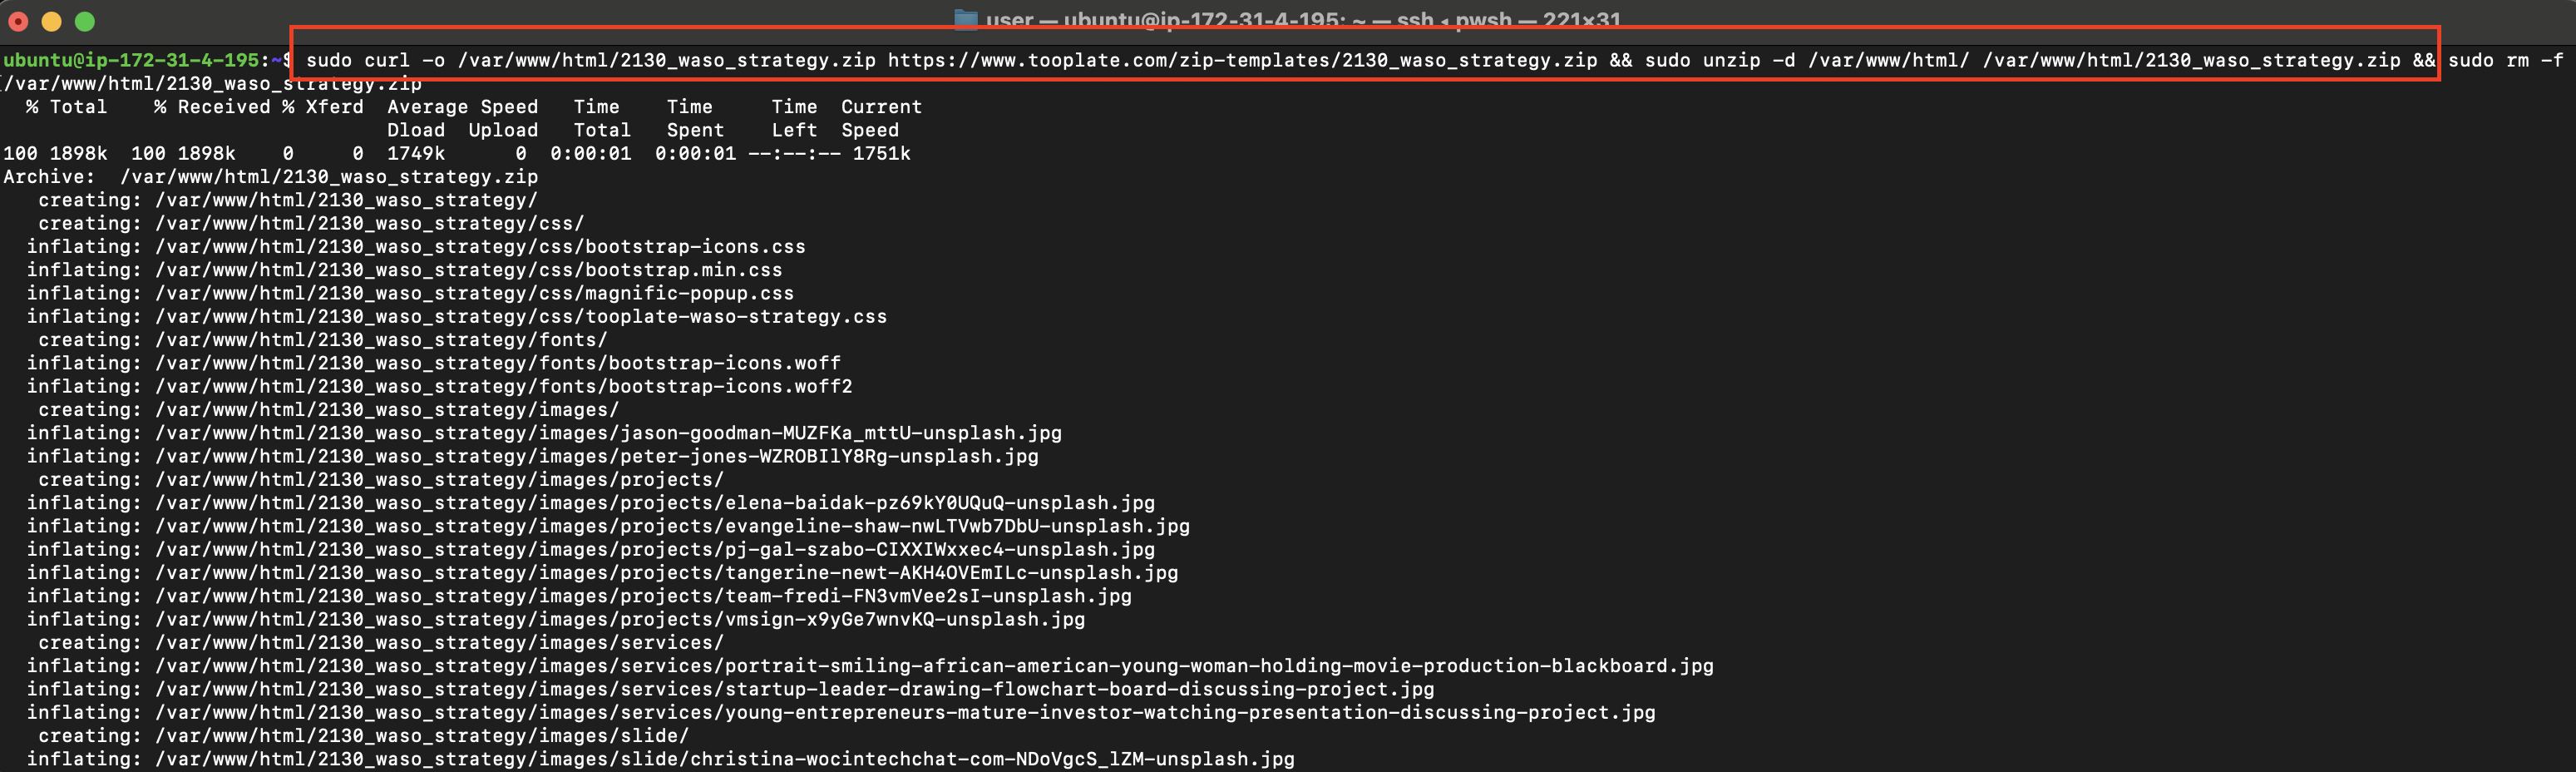 user — ubuntu@ip-172-31-4-195: ~ — ssh ◂ pwsh — 221×31
ubuntu@ip-172-31-4-195:~$ sudo curl -o /var/www/html/2130_waso_strategy.zip https://www.tooplate.com/zip-templates/2130_waso_strategy.zip && sudo unzip -d /var/www/html/ /var/www/html/2130_waso_strategy.zip && sudo rm -f
/var/www/html/2130_waso_strategy.zip
  % Total    % Received % Xferd  Average Speed   Time    Time     Time  Current
                                 Dload  Upload   Total   Spent    Left  Speed
100 1898k  100 1898k    0     0  1749k      0  0:00:01  0:00:01 --:--:-- 1751k
Archive:  /var/www/html/2130_waso_strategy.zip
   creating: /var/www/html/2130_waso_strategy/
   creating: /var/www/html/2130_waso_strategy/css/
  inflating: /var/www/html/2130_waso_strategy/css/bootstrap-icons.css
  inflating: /var/www/html/2130_waso_strategy/css/bootstrap.min.css
  inflating: /var/www/html/2130_waso_strategy/css/magnific-popup.css
  inflating: /var/www/html/2130_waso_strategy/css/tooplate-waso-strategy.css
   creating: /var/www/html/2130_waso_strategy/fonts/
  inflating: /var/www/html/2130_waso_strategy/fonts/bootstrap-icons.woff
  inflating: /var/www/html/2130_waso_strategy/fonts/bootstrap-icons.woff2
   creating: /var/www/html/2130_waso_strategy/images/
  inflating: /var/www/html/2130_waso_strategy/images/jason-goodman-MUZFKa_mttU-unsplash.jpg
  inflating: /var/www/html/2130_waso_strategy/images/peter-jones-WZROBIlY8Rg-unsplash.jpg
   creating: /var/www/html/2130_waso_strategy/images/projects/
  inflating: /var/www/html/2130_waso_strategy/images/projects/elena-baidak-pz69kY0UQuQ-unsplash.jpg
  inflating: /var/www/html/2130_waso_strategy/images/projects/evangeline-shaw-nwLTVwb7DbU-unsplash.jpg
  inflating: /var/www/html/2130_waso_strategy/images/projects/pj-gal-szabo-CIXXIWxxec4-unsplash.jpg
  inflating: /var/www/html/2130_waso_strategy/images/projects/tangerine-newt-AKH4OVEmILc-unsplash.jpg
  inflating: /var/www/html/2130_waso_strategy/images/projects/team-fredi-FN3vmVee2sI-unsplash.jpg
  inflating: /var/www/html/2130_waso_strategy/images/projects/vmsign-x9yGe7wnvKQ-unsplash.jpg
   creating: /var/www/html/2130_waso_strategy/images/services/
  inflating: /var/www/html/2130_waso_strategy/images/services/portrait-smiling-african-american-young-woman-holding-movie-production-blackboard.jpg
  inflating: /var/www/html/2130_waso_strategy/images/services/startup-leader-drawing-flowchart-board-discussing-project.jpg
  inflating: /var/www/html/2130_waso_strategy/images/services/young-entrepreneurs-mature-investor-watching-presentation-discussing-project.jpg
   creating: /var/www/html/2130_waso_strategy/images/slide/
  inflating: /var/www/html/2130_waso_strategy/images/slide/christina-wocintechchat-com-NDoVgcS_lZM-unsplash.jpg